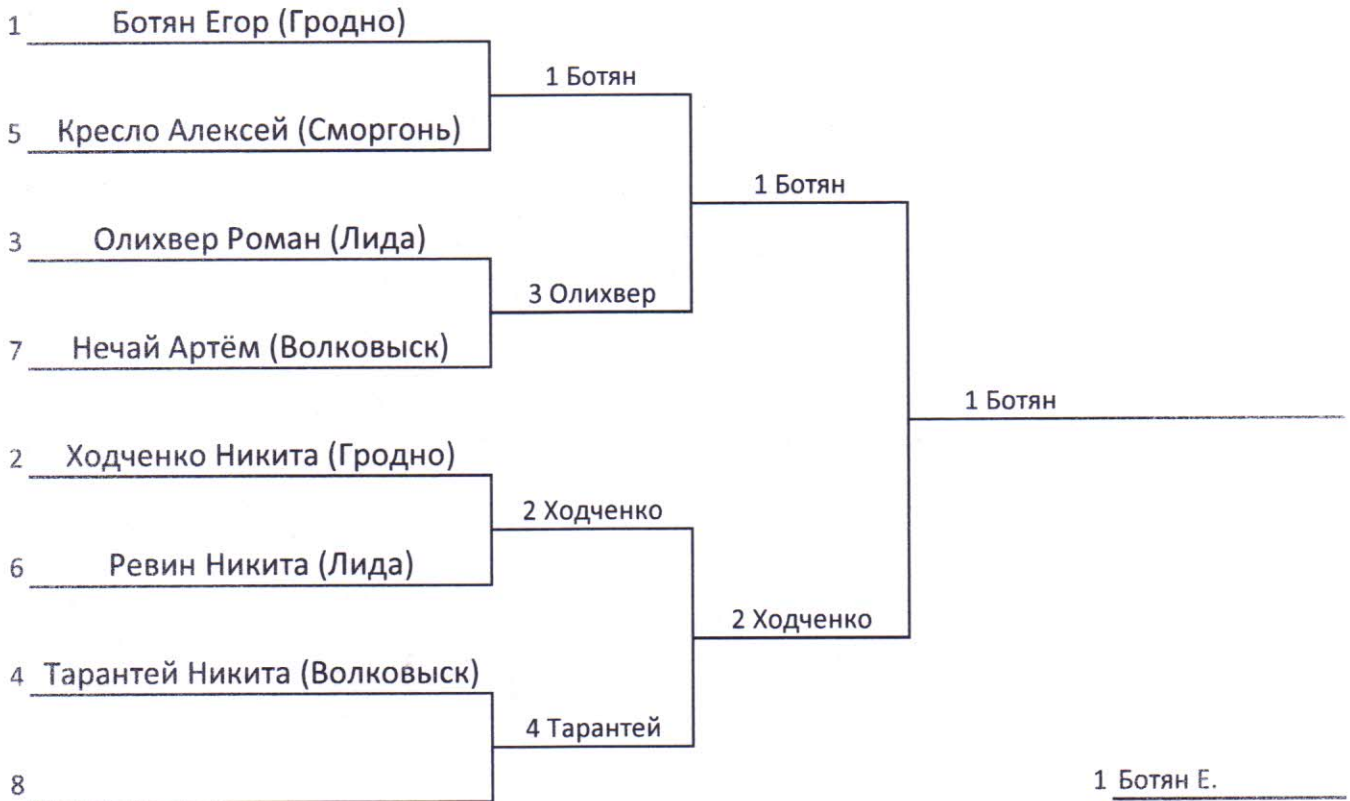 1 Ботян Егор (Гродно)
1 Ботян
5 Кресло Алексей (Сморгонь)
1 Ботян
3 Олихвер Роман (Лида)
3 Олихвер
7 Нечай Артём (Волковыск)
1 Ботян
2 Ходченко Никита (Гродно)
2 Ходченко
6 Ревин Никита (Лида)
2 Ходченко
4 Тарантей Никита (Волковыск)
4 Тарантей
8
1 Ботян Е.